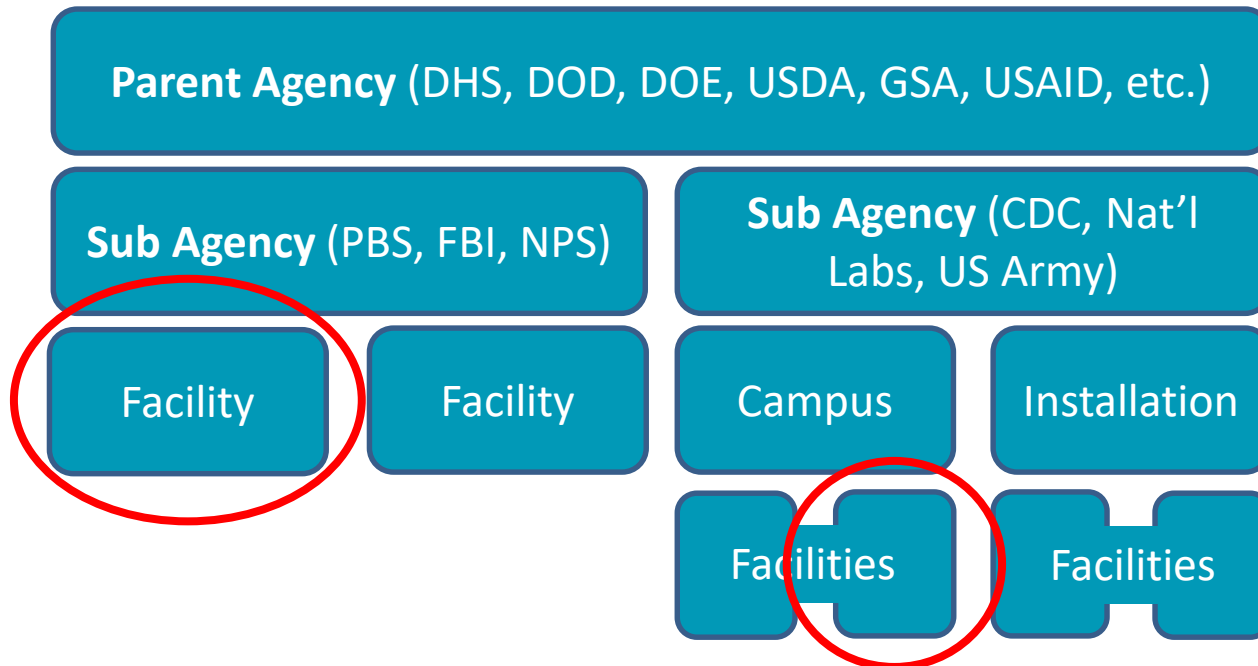 Parent Agency (DHS, DOD, DOE, USDA, GSA, USAID, etc.)
Sub Agency (PBS, FBI, NPS)
Sub Agency (CDC, Nat’l
Labs, US Army)
Facility
Facility
Campus
Installation
Facilities
Facilities